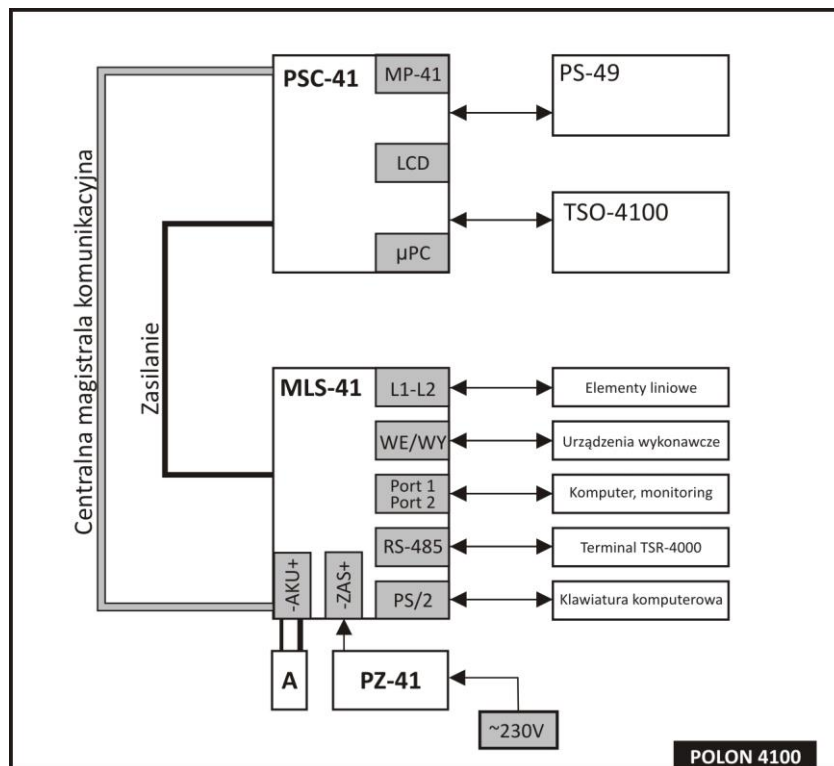 PSC-41
MP-41
LCD
µPC
PS-49
TSO-4100
Centralna magistrala komunikacyjna
Zasilanie
MLS-41
L1-L2
WE/WY
Port 1
Port 2
RS-485
PS/2
-AKU+
-ZAS+
Elementy liniowe
Urządzenia wykonawcze
Komputer, monitoring
Terminal TSR-4000
Klawiatura komputerowa
A
PZ-41
~230V
POLON 4100